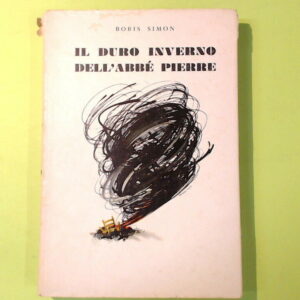 BORIS SIMON
IL DURO INVERNO
DELL'ABBÉ PIERRE